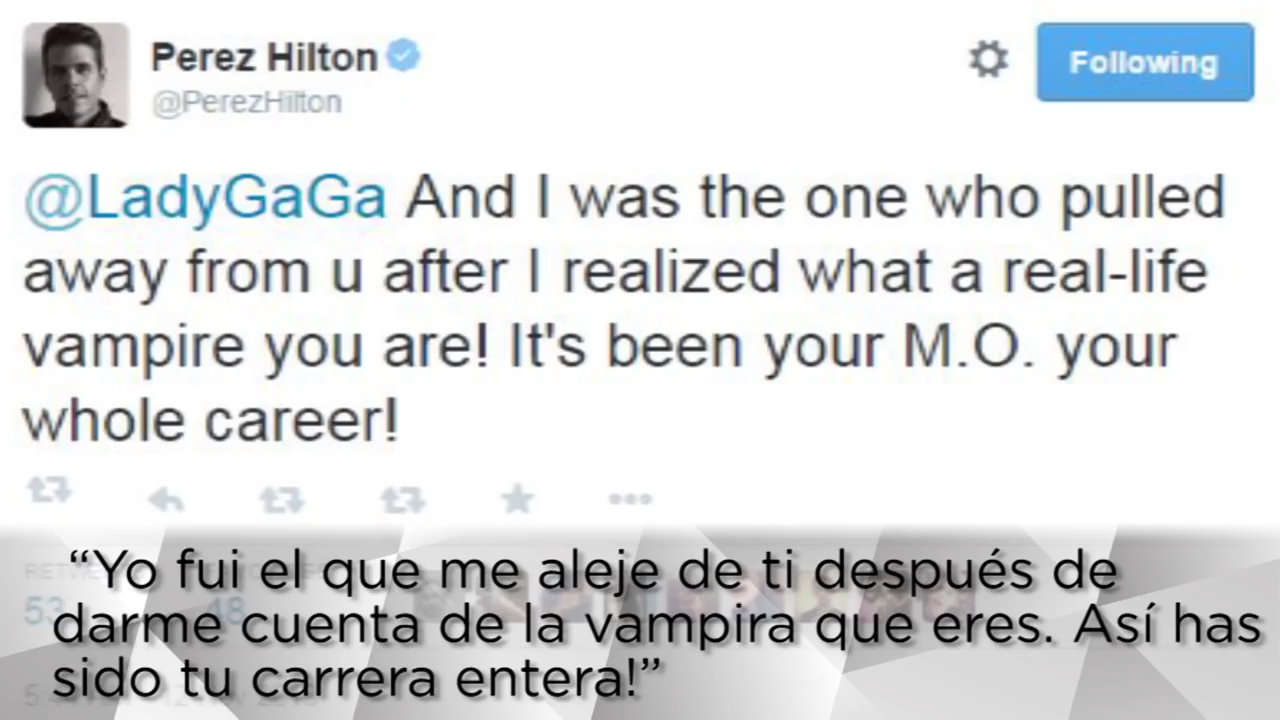 Perez Hilton
@PerezHilton
Following
@LadyGaGa And I was the one who pulled
away from u after I realized what a real-life
vampire you are! It's been your M.O. your
whole career!
53 48
“Yo fui el que me aleje de ti después de
darme cuenta de la vampira que eres. Así has
sido tu carrera entera!”